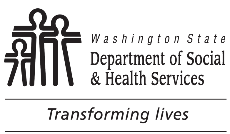 Washington State
Department of Social
& Health Services
Transforming lives